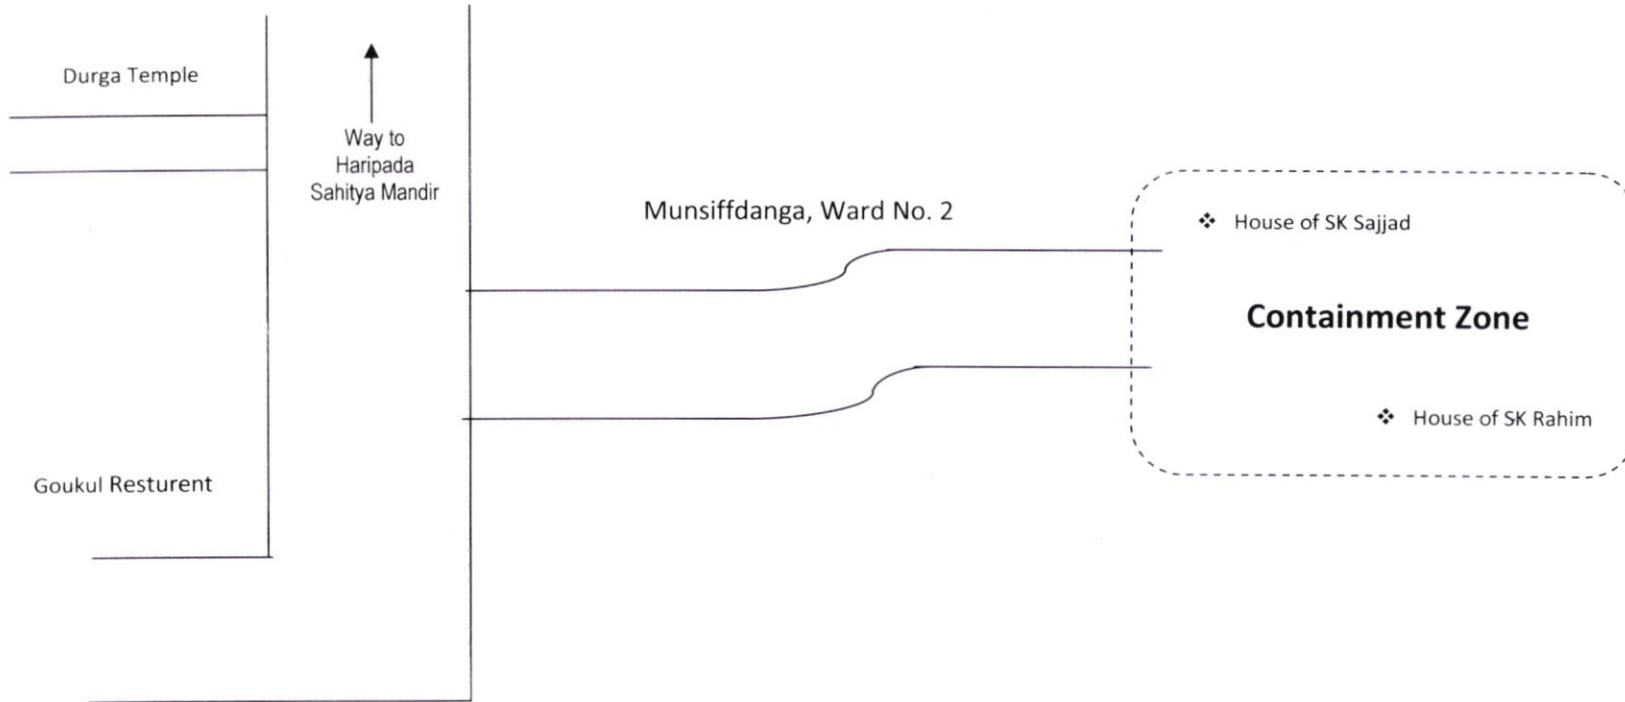 Durga Temple
Way to
Haripada
Sahitya Mandir
Munsiffdanga, Ward No. 2
❖ House of SK Sajjad
Containment Zone
❖ House of SK Rahim
Goukul Resturent